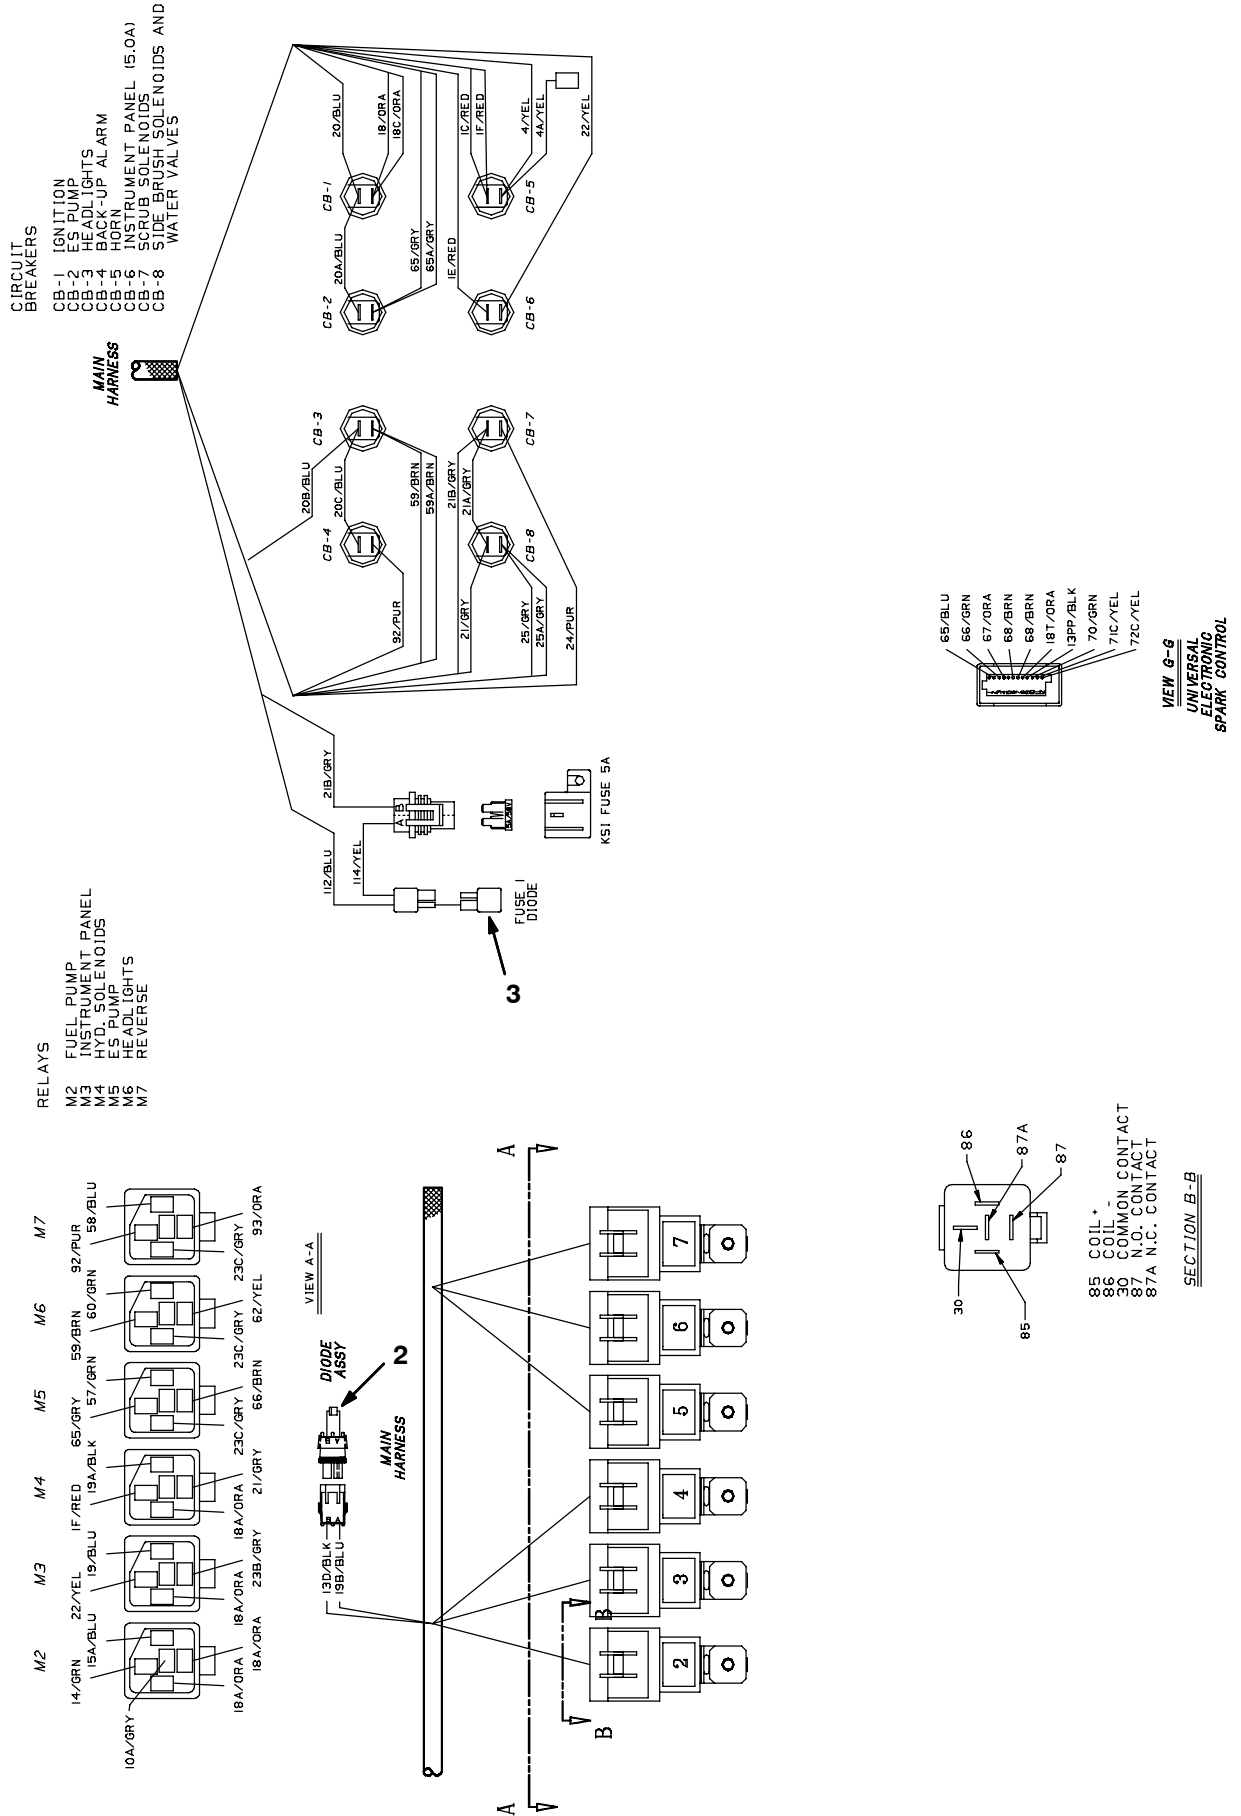 CIRCUIT
BREAKERS
CB-1 IGNITION
CB-2 ES PUMP
CB-3 HEADLIGHTS
CB-4 BACK-UP ALARM
CB-5 HORN
CB-6 INSTRUMENT PANEL (5.0A)
CB-7 SCRUB SOLENOIDS
CB-8 SIDE BRUSH SOLENOIDS AND
WATER VALVES
MAIN
HARNESS
20/BLU
18/ORA
18C/ORA
1C/RED
1F/RED
4/YEL
4A/YEL
22/YEL
CB-1
CB-5
20A/BLU
65/GRY
65A/GRY
1E/RED
CB-2
CB-6
CB-3
CB-7
20B/BLU
20C/BLU
59/BRN
59A/BRN
21B/GRY
21A/GRY
CB-4
CB-8
92/PUR
21/GRY
25/GRY
25A/GRY
24/PUR
21B/GRY
112/BLU
114/YEL
A
B
KSI FUSE 5A
FUSE 1
DIODE
3
RELAYS
M2 FUEL PUMP
M3 INSTRUMENT PANEL
M4 HYD. SOLENOIDS
M5 ES PUMP
M6 HEADLIGHTS
M7 REVERSE
M7
92/PUR
58/BLU
23C/GRY
93/ORA
M6
59/BRN
60/GRN
23C/GRY
62/YEL
M5
65/GRY
57/GRN
23C/GRY
66/BRN
M4
1F/RED
19A/BLK
18A/ORA
21/GRY
M3
22/YEL
19/BLU
18A/ORA
23B/GRY
M2
14/GRN
15A/BLU
18A/ORA
18A/ORA
10A/GRY
VIEW A-A
DIODE
ASSY
2
13D/BLK
19B/BLU
MAIN
HARNESS
A
A
B
B
2
3
4
5
6
7
65/BLU
66/GRN
67/ORA
68/BRN
68/BRN
18T/ORA
13PP/BLK
70/GRN
71C/YEL
72C/YEL
VIEW G-G
UNIVERSAL
ELECTRONIC
SPARK CONTROL
86
87A
87
30
85
85 COIL +
86 COIL -
30 COMMON CONTACT
87 N.O. CONTACT
87A N.C. CONTACT
SECTION B-B